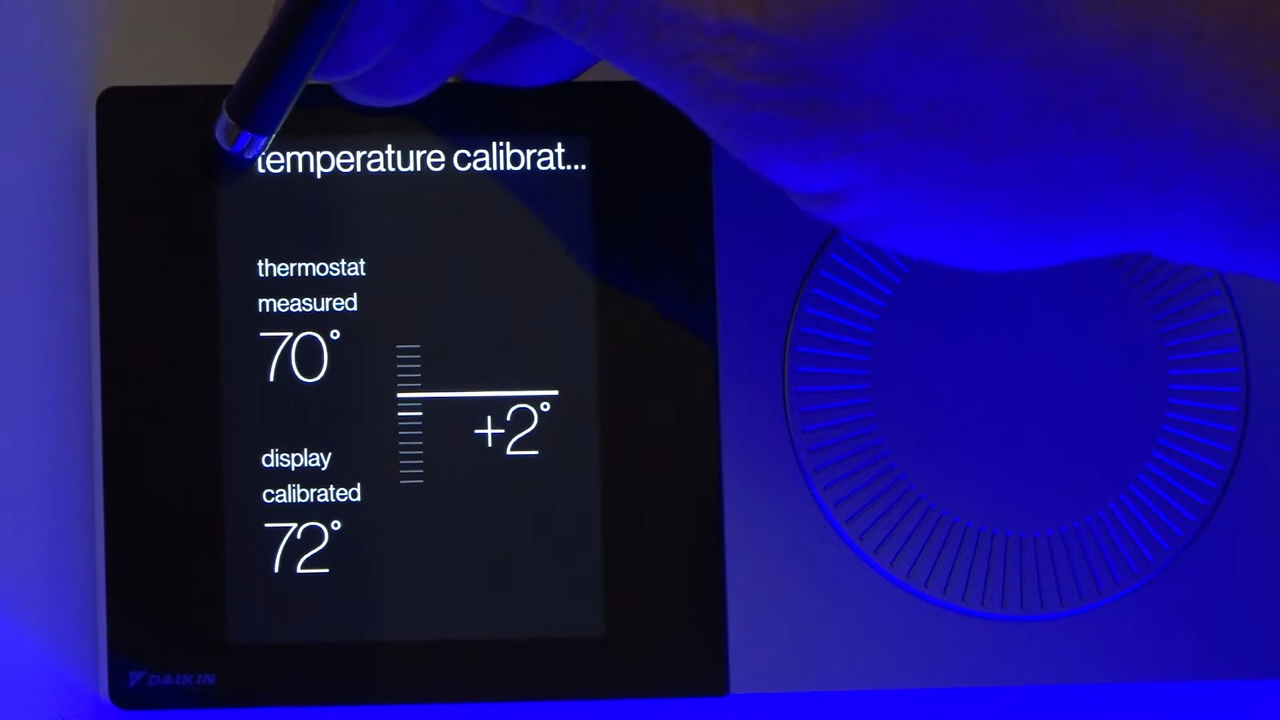 temperature calibrat...
thermostat
measured
70°
+2°
display
calibrated
72°
DAIKIN